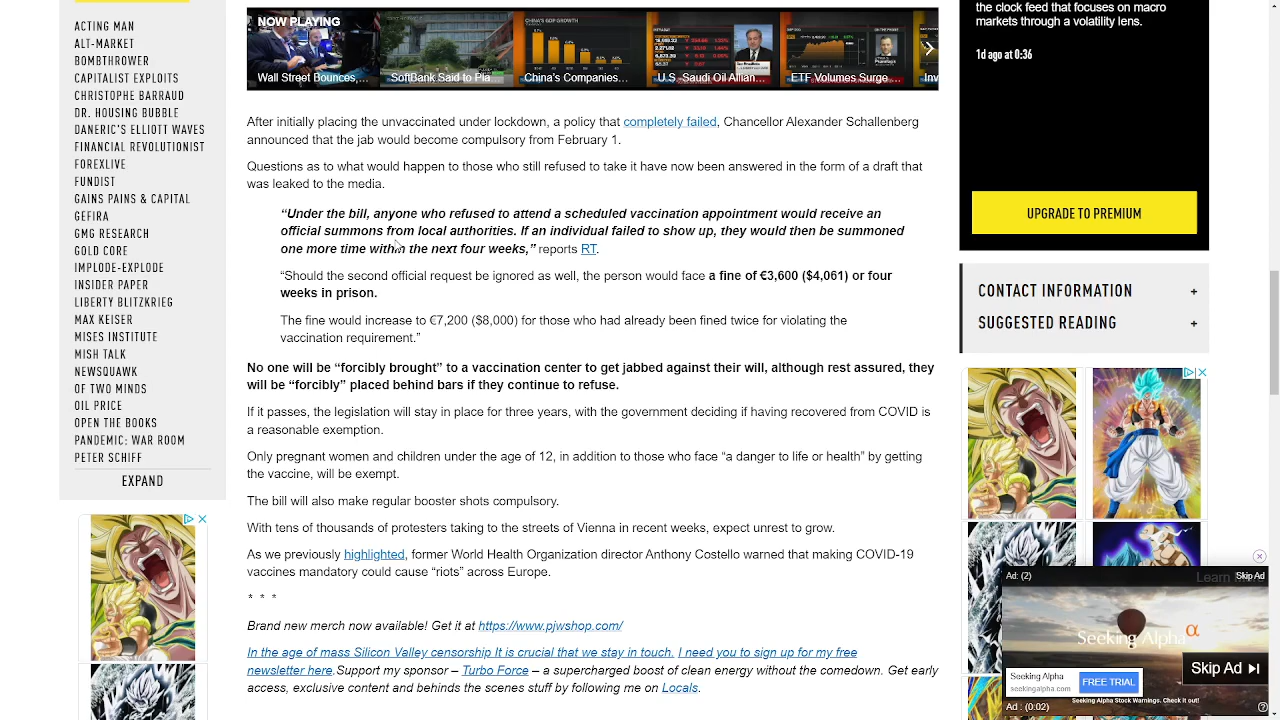 ACTING MAN
ALT-MARKET
BOMBTHROWER
CAPITALIST EXPLOITS
CHRISTOPHE BARRAUD
DR. HOUSING BUBBLE
DANERIC'S ELLIOTT WAVES
FINANCIAL REVOLUTIONIST
FOREXLIVE
FUNDIST
GAINS PAINS & CAPITAL
GEFIRA
GMG RESEARCH
GOLD CORE
IMPLODE-EXPLODE
INSIDER PAPER
LIBERTY BLITZKRIEG
MAX KEISER
MISES INSTITUTE
MISH TALK
NEWSQUAWK
OF TWO MINDS
OIL PRICE
OPEN THE BOOKS
PANDEMIC: WAR ROOM
PETER SCHIFF
EXPAND
NOW PLAYING
CHINA'S GDP GROWTH
Wall Street Bounces,...
SoftBank Said to Pla...
China's Companies...
U.S. Saudi Oil Allian...
ETF Volumes Surge...
After initially placing the unvaccinated under lockdown, a policy that completely failed, Chancellor Alexander Schallenberg
announced that the jab would become compulsory from February 1.
Questions as to what would happen to those who still refused to take it have now been answered in the form of a draft that
was leaked to the media.
“Under the bill, anyone who refused to attend a scheduled vaccination appointment would receive an
official summons from local authorities. If an individual failed to show up, they would then be summoned
one more time within the next four weeks,” reports RT.
“Should the second official request be ignored as well, the person would face a fine of €3,600 ($4,061) or four
weeks in prison.
The fine would increase to €7,200 ($8,000) for those who had already been fined twice for violating the
vaccination requirement.”
No one will be “forcibly brought” to a vaccination center to get jabbed against their will, although rest assured, they
will be “forcibly” placed behind bars if they continue to refuse.
If it passes, the legislation will stay in place for three years, with the government deciding if having recovered from COVID is
a reasonable exemption.
Only pregnant women and children under the age of 12, in addition to those who face “a danger to life or health” by getting
the vaccine, will be exempt.
The bill will also make regular booster shots compulsory.
With tens of thousands of protesters taking to the streets of Vienna in recent weeks, expect unrest to grow.
As we previously highlighted, former World Health Organization director Anthony Costello warned that making COVID-19
vaccines mandatory could cause “riots” across Europe.
* * *
Brand new merch now available! Get it at https://www.pjwshop.com/
In the age of mass Silicon Valley censorship It is crucial that we stay in touch. I need you to sign up for my free
newsletter here.Support my sponsor – Turbo Force – a supercharged boost of clean energy without the comedown. Get early
access, exclusive content and behinds the scenes stuff by following me on Locals.
the clock feed that focuses on macro
markets through a volatility lens.
1d ago at 0:36
UPGRADE TO PREMIUM
CONTACT INFORMATION +
SUGGESTED READING +
Ad: (2)
Skip Ad
Seeking Alpha α
Skip Ad
Seeking Alpha
seekingalpha.com
FREE TRIAL
Seeking Alpha Stock Warnings. Check it out!
Ad : (0:02)